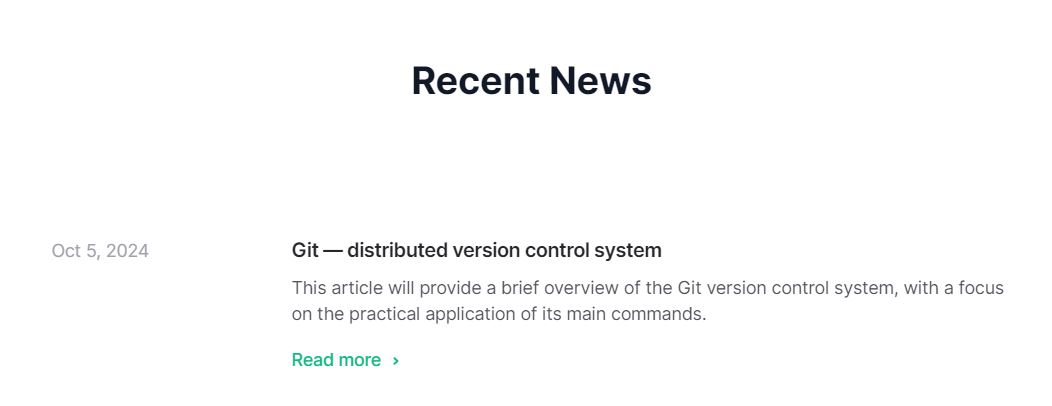 Recent News
Oct 5, 2024
Git — distributed version control system
This article will provide a brief overview of the Git version control system, with a focus
on the practical application of its main commands.
Read more ›